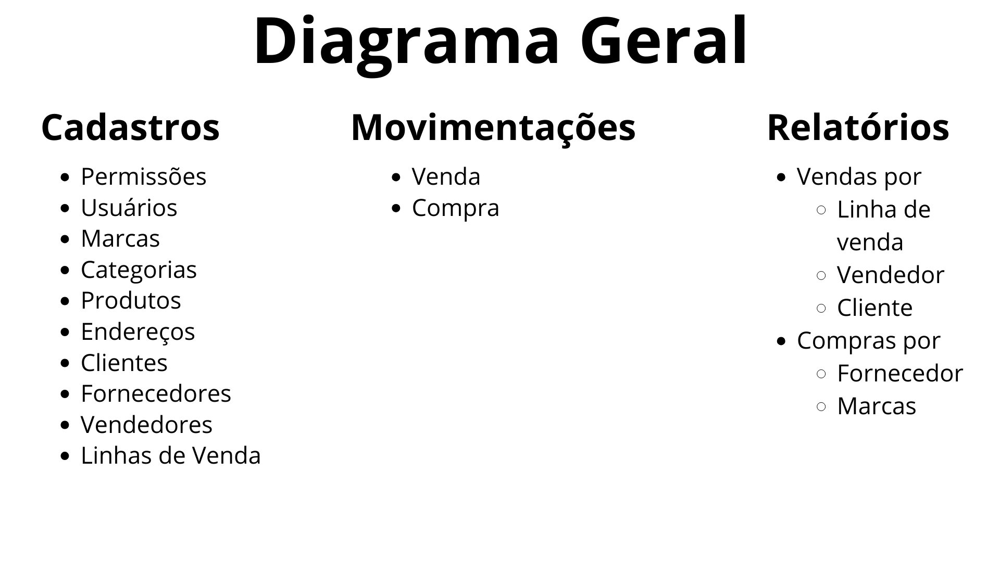 Diagrama Geral
Cadastros
Permissões
Usuários
Marcas
Categorias
Produtos
Endereços
Clientes
Fornecedores
Vendedores
Linhas de Venda
Movimentações
Venda
Compra
Relatórios
Vendas por
Linha de
venda
Vendedor
Cliente
Compras por
Fornecedor
Marcas